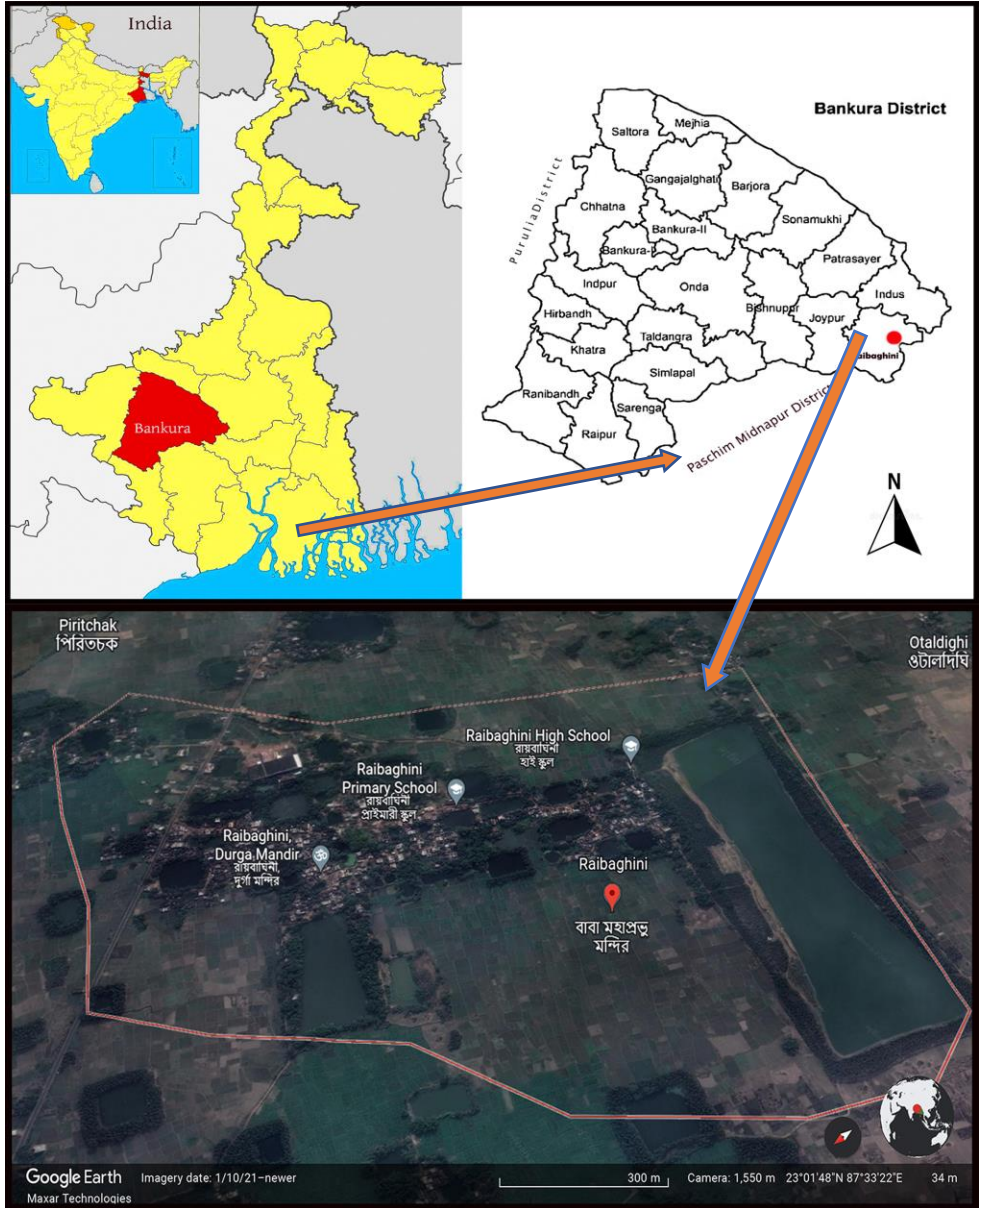 India
Bankura
Bankura District
Purulia District
Saltora
Mejhia
Gangajalghati
Barjora
Chhatna
Sonamukhi
Bankura-II
Bankura-I
Patrasayer
Indpur
Onda
Indus
Hirbandh
Bishnupur
Joypur
Taldangra
Khatra
aibaghini
Simlapal
Ranibandh
Sarenga
Raipur
Paschim Midnapur District
N
Piritchak
পিরিতচক
Otaldighi
ওটালদিঘি
Raibaghini High School
রায়বাঘিনী
হাই স্কুল
Raibaghini
Primary School
রায়বাঘিনী
প্রাইমারী স্কুল
Raibaghini,
Durga Mandir
রায়বাঘিনী,
দুর্গা মন্দির
Raibaghini
বাবা মহাপ্রভু
মন্দির
Google Earth
Maxar Technologies
Imagery date: 1/10/21–newer
300 m
Camera: 1,550 m 23°01'48"N 87°33'22"E
34 m